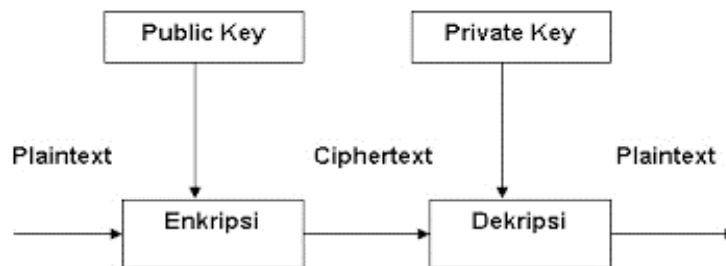 Public Key
Private Key
Plaintext
Ciphertext
Plaintext
Enkripsi
Dekripsi